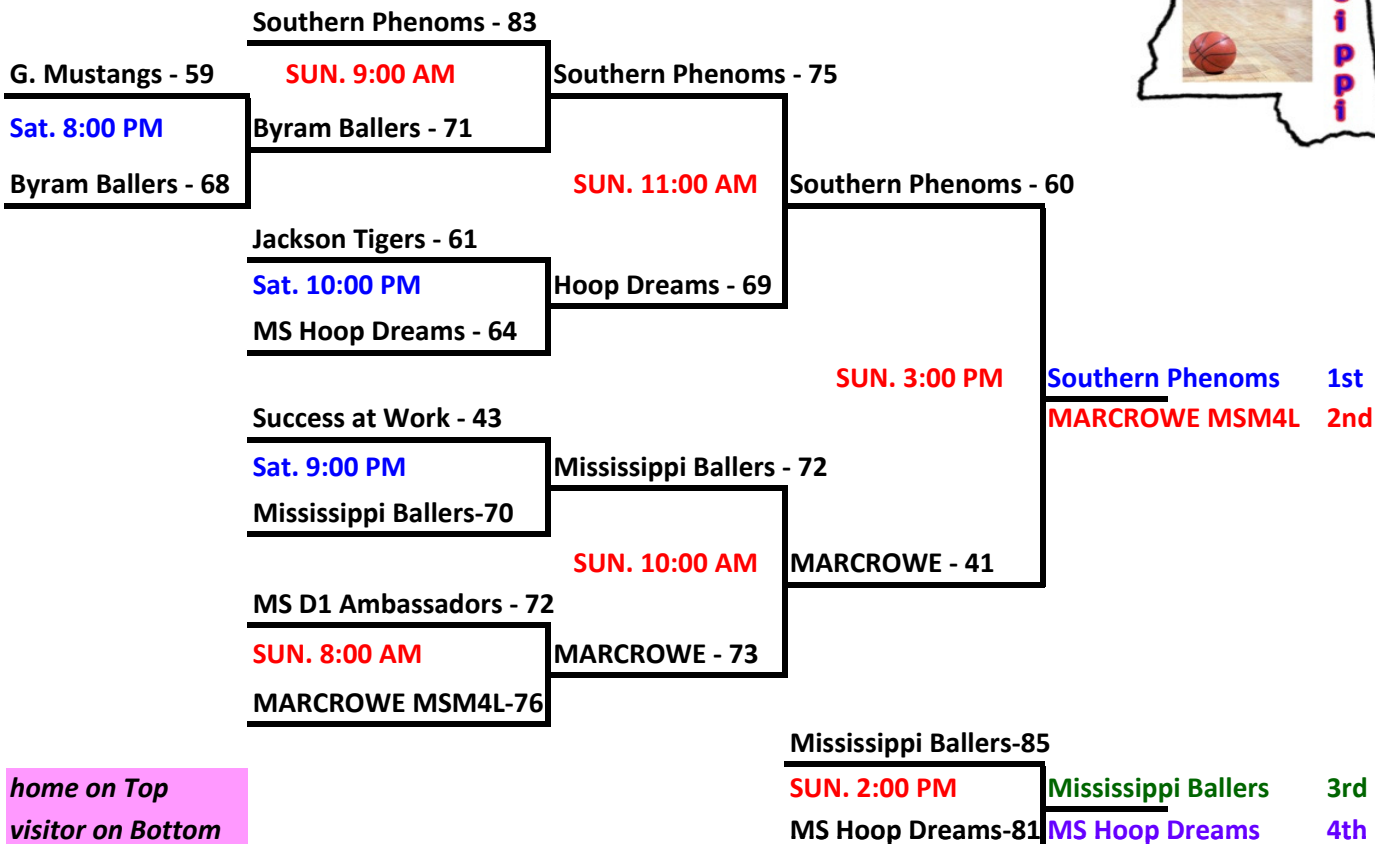 Southern Phenoms - 83
G. Mustangs - 59
SUN. 9:00 AM
Southern Phenoms - 75
Sat. 8:00 PM
Byram Ballers - 71
Byram Ballers - 68
SUN. 11:00 AM
Southern Phenoms - 60
Jackson Tigers - 61
Sat. 10:00 PM
Hoop Dreams - 69
MS Hoop Dreams - 64
SUN. 3:00 PM
Southern Phenoms 1st
Success at Work - 43
MARCROWE MSM4L 2nd
Sat. 9:00 PM
Mississippi Ballers - 72
Mississippi Ballers-70
SUN. 10:00 AM
MARCROWE - 41
MS D1 Ambassadors - 72
SUN. 8:00 AM
MARCROWE - 73
MARCROWE MSM4L-76
Mississippi Ballers-85
home on Top
SUN. 2:00 PM
Mississippi Ballers 3rd
visitor on Bottom
MS Hoop Dreams-81
MS Hoop Dreams 4th
i
p
p
i